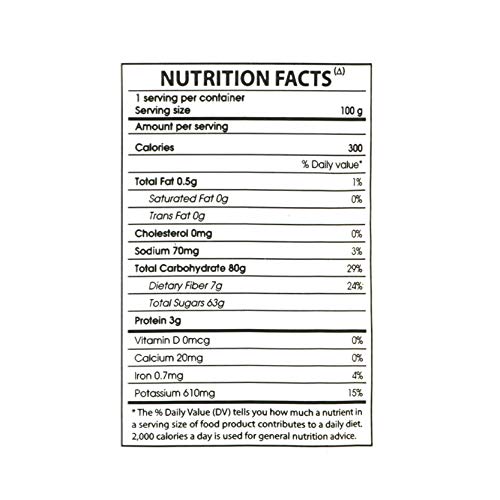 NUTRITION FACTS(Δ)
1 serving per container
Serving size 100 g
Amount per serving
Calories 300
% Daily value*
Total Fat 0.5g 1%
Saturated Fat 0g 0%
Trans Fat 0g
Cholesterol 0mg 0%
Sodium 70mg 3%
Total Carbohydrate 80g 29%
Dietary Fiber 7g 24%
Total Sugars 63g
Protein 3g
Vitamin D 0mcg 0%
Calcium 20mg 0%
Iron 0.7mg 4%
Potassium 610mg 15%
* The % Daily Value (DV) tells you how much a nutrient in
a serving size of food product contributes to a daily diet.
2,000 calories a day is used for general nutrition advice.